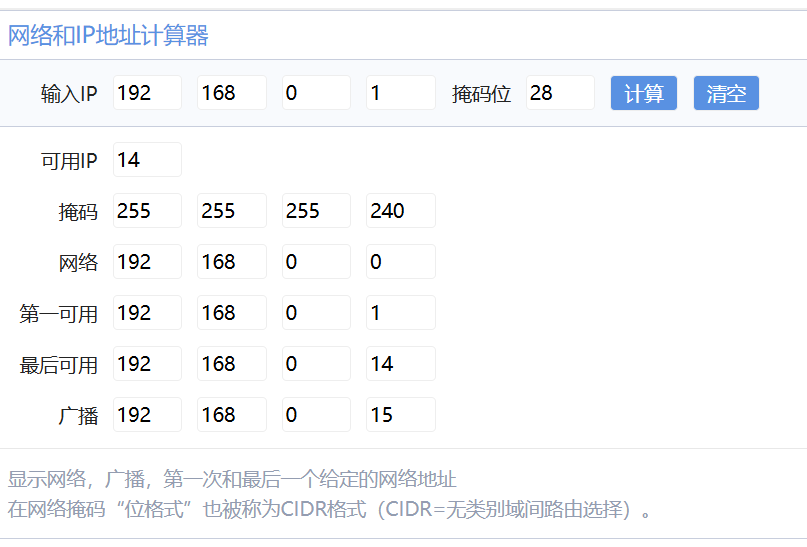 网络和IP地址计算器
输入IP 192 168 0 1 掩码位 28 计算 清空
可用IP 14
掩码 255 255 255 240
网络 192 168 0 0
第一可用 192 168 0 1
最后可用 192 168 0 14
广播 192 168 0 15
显示网络，广播，第一次和最后一个给定的网络地址
在网络掩码“位格式”也被称为CIDR格式（CIDR=无类别域间路由选择）。